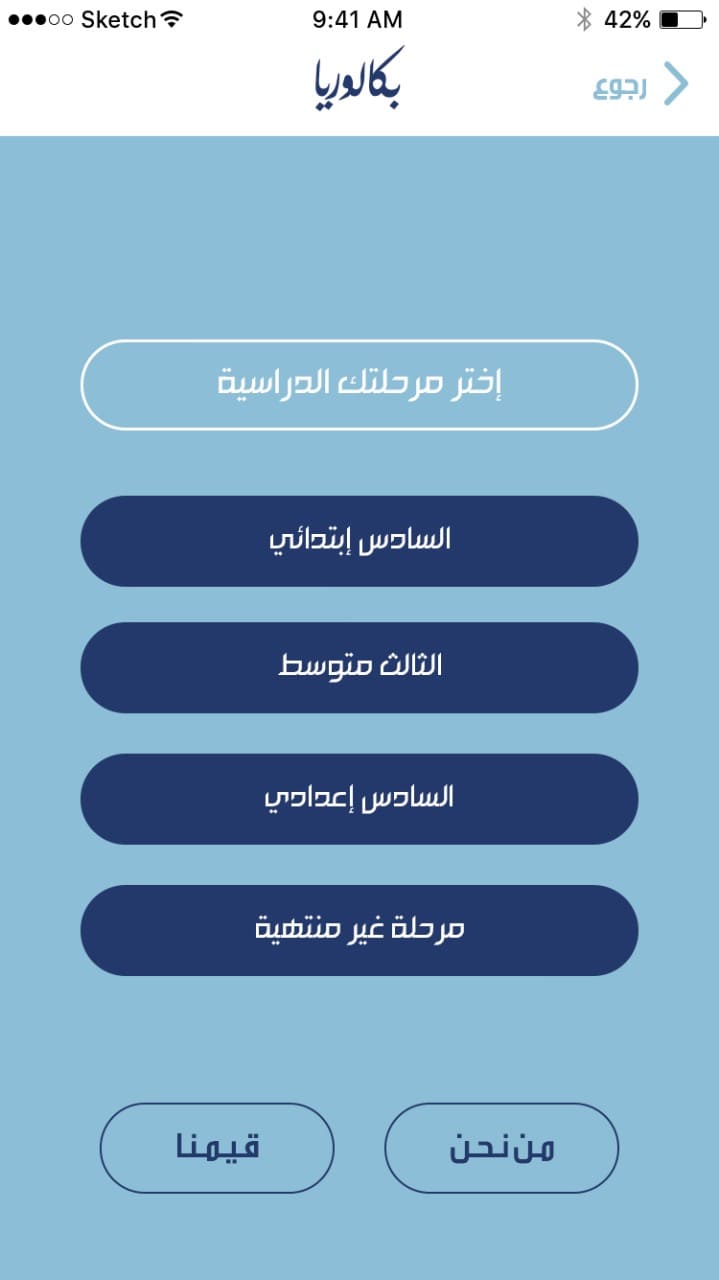 Sketch 9:41 AM 42%
رجوع
بكالوريا
إختر مرحلتك الدراسية
السادس إبتدائي
الثالث متوسط
السادس إعدادي
مرحلة غير منتهية
من نحن
قيمنا